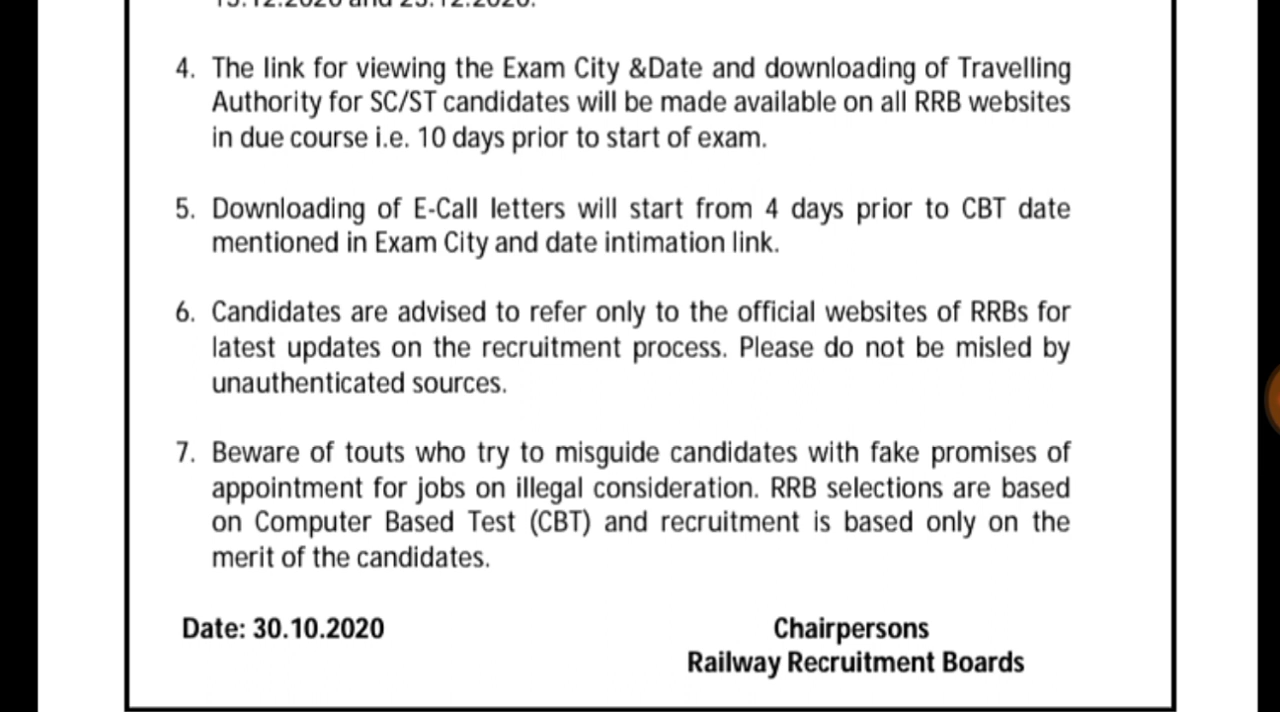 15.12.2020 and 23.12.2020.
4. The link for viewing the Exam City &Date and downloading of Travelling
Authority for SC/ST candidates will be made available on all RRB websites
in due course i.e. 10 days prior to start of exam.
5. Downloading of E-Call letters will start from 4 days prior to CBT date
mentioned in Exam City and date intimation link.
6. Candidates are advised to refer only to the official websites of RRBs for
latest updates on the recruitment process. Please do not be misled by
unauthenticated sources.
7. Beware of touts who try to misguide candidates with fake promises of
appointment for jobs on illegal consideration. RRB selections are based
on Computer Based Test (CBT) and recruitment is based only on the
merit of the candidates.
Date: 30.10.2020
Chairpersons
Railway Recruitment Boards